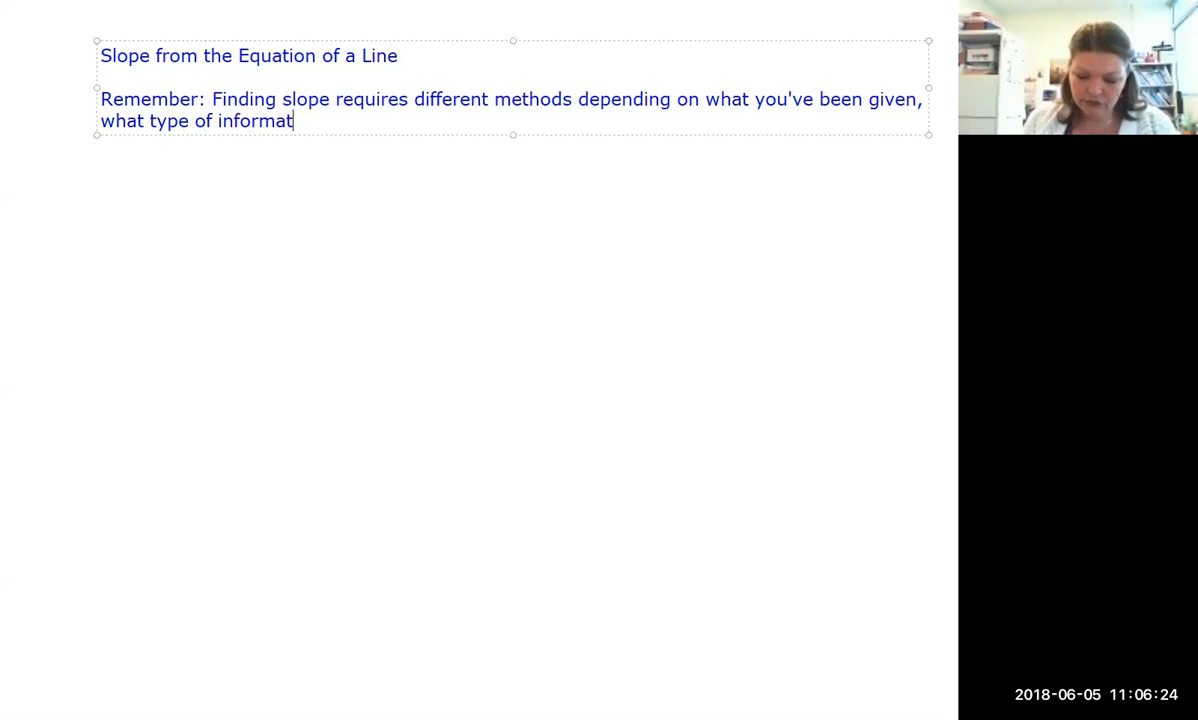 Slope from the Equation of a Line
Remember: Finding slope requires different methods depending on what you've been given,
what type of informat
2018-06-05 11:06:24